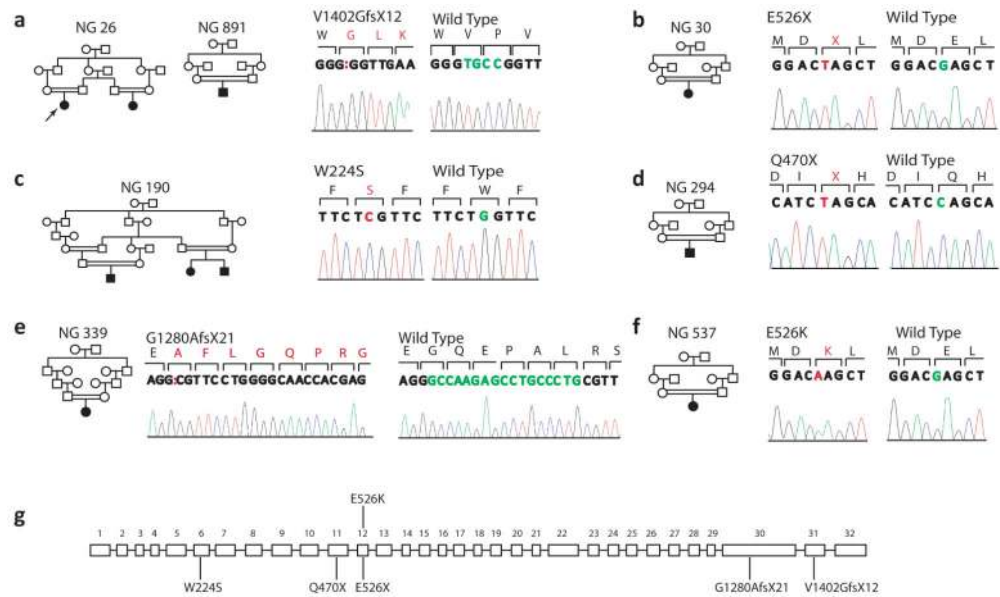 a
NG 26
NG 891
V1402GfsX12
W G L K
GGG:GGTTGAA
Wild Type
W V P V
GGGTGCCGGTT
b
NG 30
E526X
M D X L
GGACTAGCT
Wild Type
M D E L
GGACGAGCT
c
NG 190
W224S
F S F
TTCTCGTTC
Wild Type
F W F
TTCTGGTTC
d
NG 294
Q470X
D I X H
CATCTAGCA
Wild Type
D I Q H
CATCCAGCA
e
NG 339
G1280AfsX21
E A F L G Q P R G
AGG:CGTTCCTGGGGCAACCACGAG
Wild Type
E G Q E P A L R S
AGGGCCAAGAGCCTGCCCTGCGTT
f
NG 537
E526K
M D K L
GGACAAGCT
Wild Type
M D E L
GGACGAGCT
g
E526K
1 2 3 4 5 6 7 8 9 10 11 12 13 14 15 16 17 18 19 20 21 22 23 24 25 26 27 28 29 30 31 32
W224S Q470X E526X G1280AfsX21 V1402GfsX12